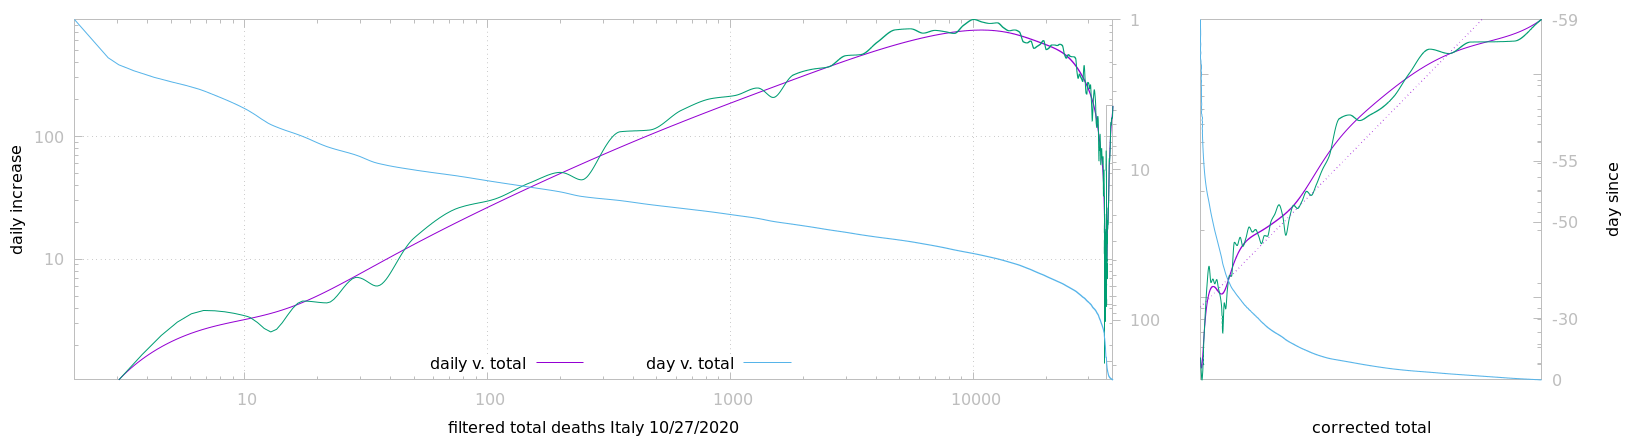 daily increase
100
10
10
100
1000
10000
1
10
100
daily v. total
day v. total
filtered total deaths Italy 10/27/2020
-59
-55
-50
-30
0
day since
corrected total